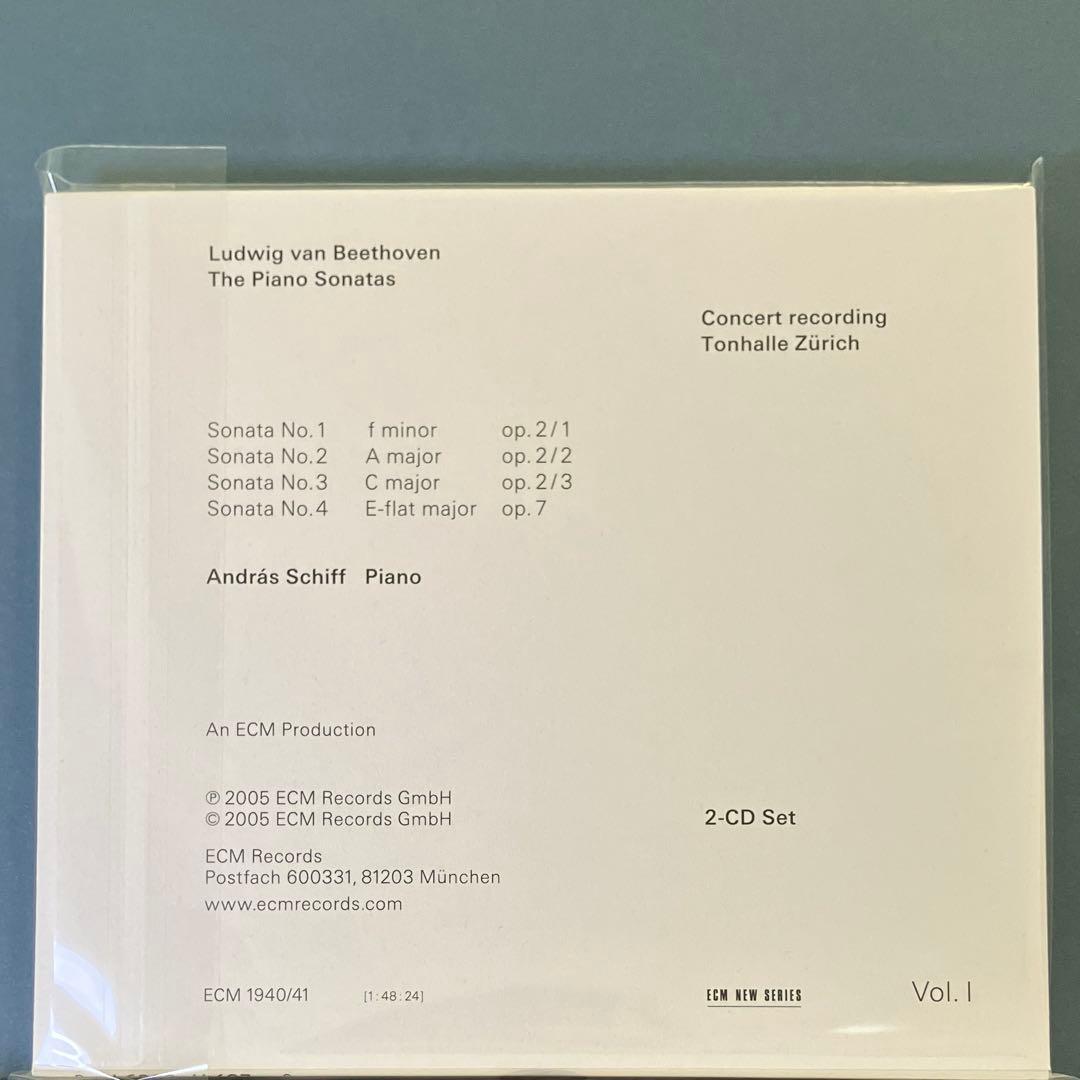 Ludwig van Beethoven
The Piano Sonatas
Concert recording
Tonhalle Zürich
Sonata No.1 f minor op.2/1
Sonata No.2 A major op.2/2
Sonata No.3 C major op.2/3
Sonata No.4 E-flat major op.7
András Schiff Piano
An ECM Production
℗ 2005 ECM Records GmbH
© 2005 ECM Records GmbH
2-CD Set
ECM Records
Postfach 600331, 81203 München
www.ecmrecords.com
ECM 1940/41 [1:48:24] ECM NEW SERIES Vol. I